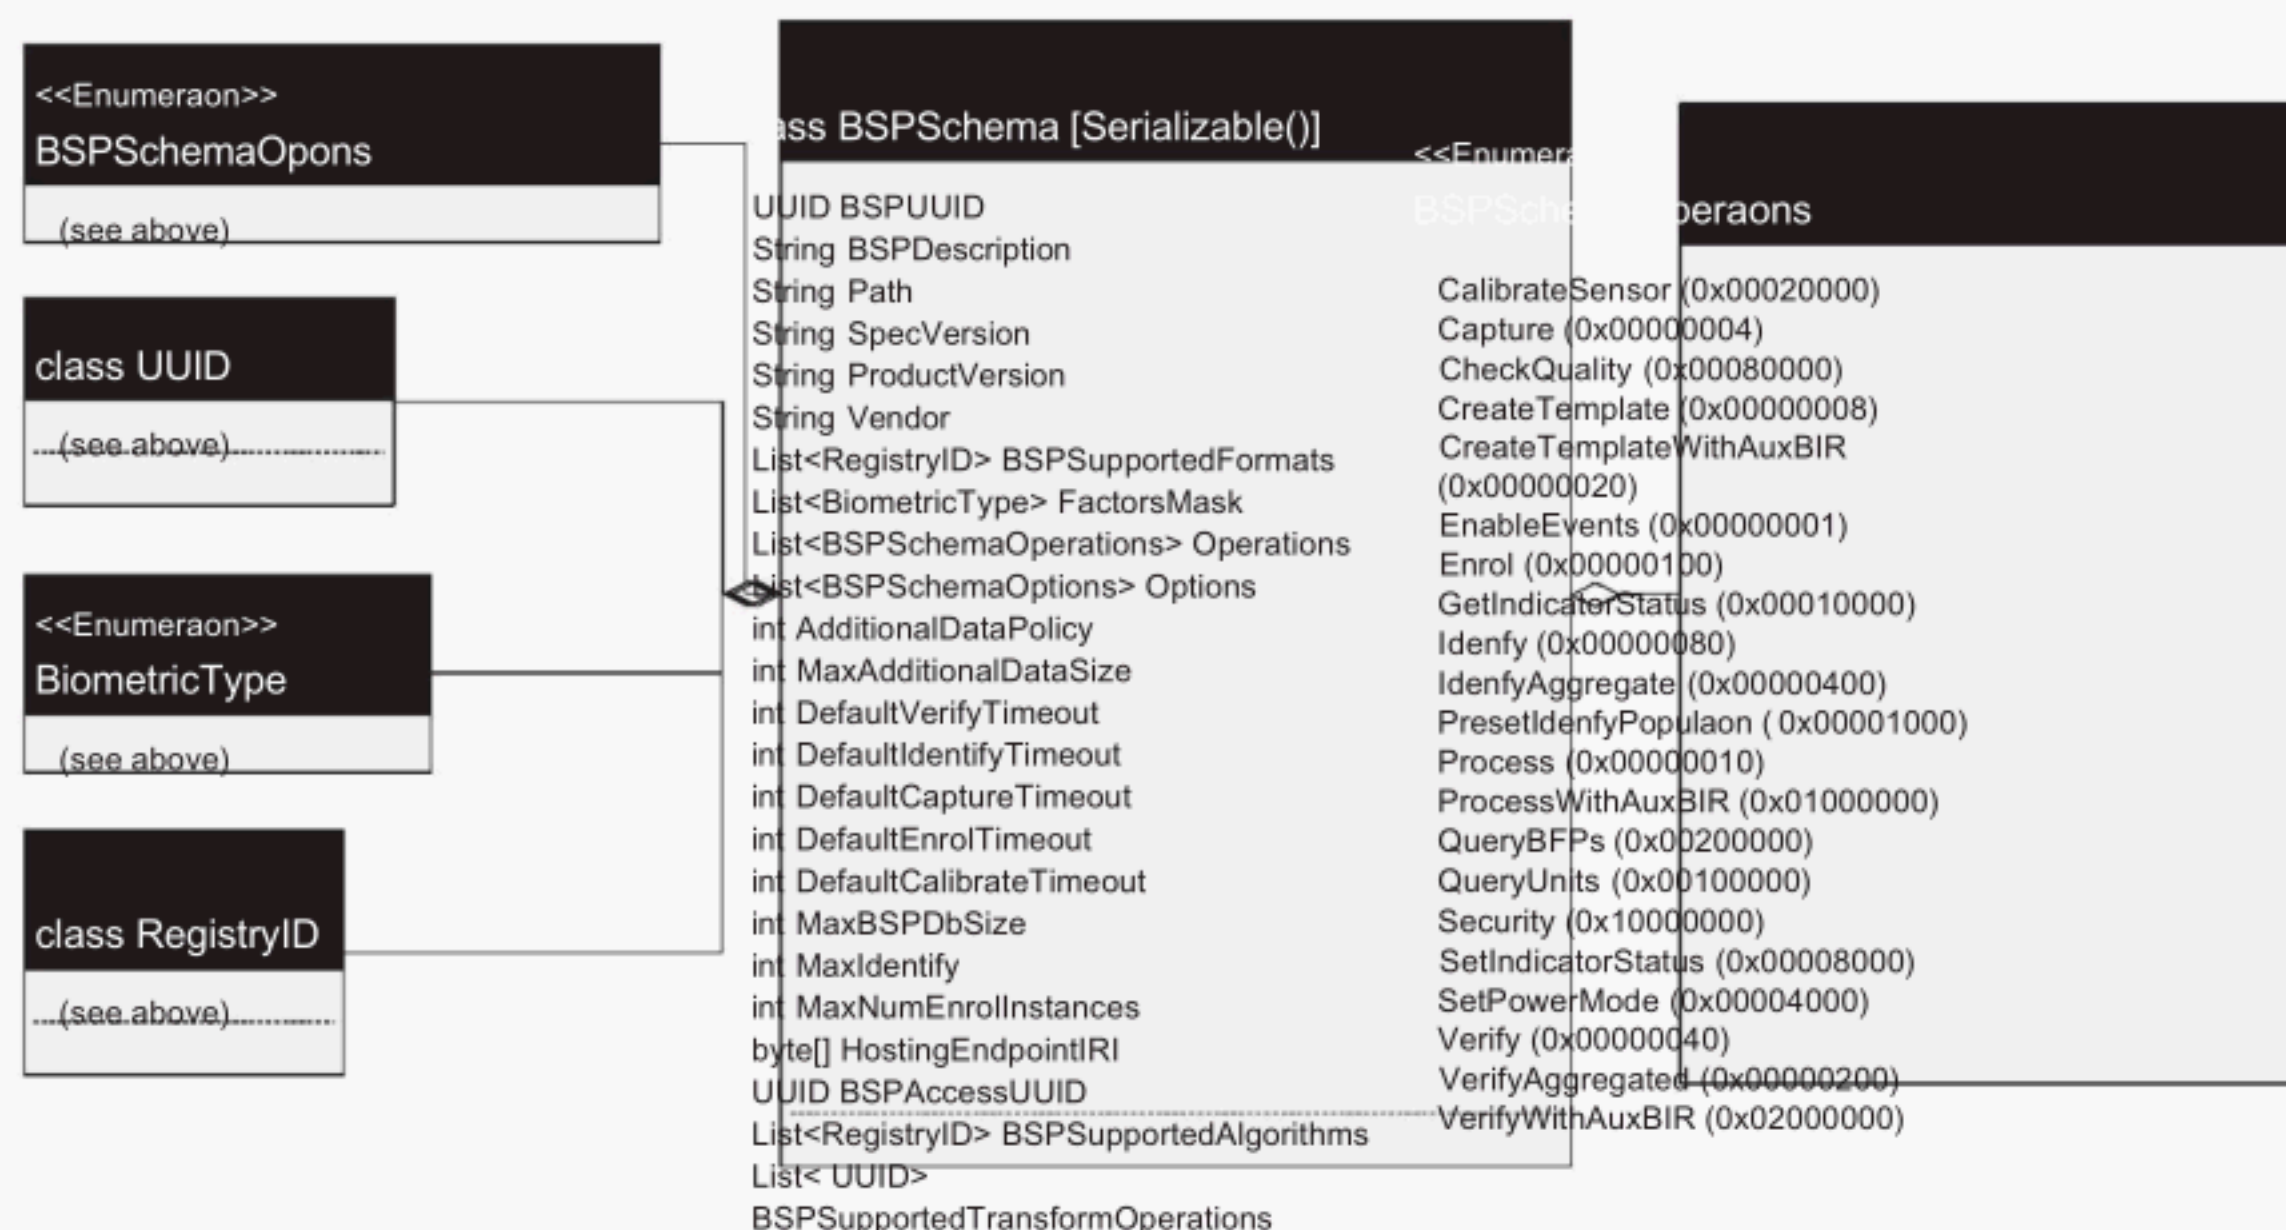 <<Enumeraon>>
BSPSchemaOpons
(see above)
class UUID
(see above)
<<Enumeraon>>
BiometricType
(see above)
class RegistryID
(see above)
ass BSPSchema [Serializable()]
UUID BSPUUID
String BSPDescription
String Path
String SpecVersion
String ProductVersion
String Vendor
List<RegistryID> BSPSupportedFormats
List<BiometricType> FactorsMask
List<BSPSchemaOperations> Operations
List<BSPSchemaOptions> Options
int AdditionalDataPolicy
int MaxAdditionalDataSize
int DefaultVerifyTimeout
int DefaultIdentifyTimeout
int DefaultCaptureTimeout
int DefaultEnrolTimeout
int DefaultCalibrateTimeout
int MaxBSPDbSize
int MaxIdentify
int MaxNumEnrolInstances
byte[] HostingEndpointIRI
UUID BSPAccessUUID
List<RegistryID> BSPSupportedAlgorithms
List< UUID>
BSPSupportedTransformOperations
<<Enumera
BSPSche peraons
CalibrateSensor (0x00020000)
Capture (0x00000004)
CheckQuality (0x00080000)
CreateTemplate (0x00000008)
CreateTemplateWithAuxBIR
(0x00000020)
EnableEvents (0x00000001)
Enrol (0x00000100)
GetIndicatorStatus (0x00010000)
Idenfy (0x00000080)
IdenfyAggregate (0x00000400)
PresetIdenfyPopulaon ( 0x00001000)
Process (0x00000010)
ProcessWithAuxBIR (0x01000000)
QueryBFPs (0x00200000)
QueryUnits (0x00100000)
Security (0x10000000)
SetIndicatorStatus (0x00008000)
SetPowerMode (0x00004000)
Verify (0x00000040)
VerifyAggregated (0x00000200)
VerifyWithAuxBIR (0x02000000)